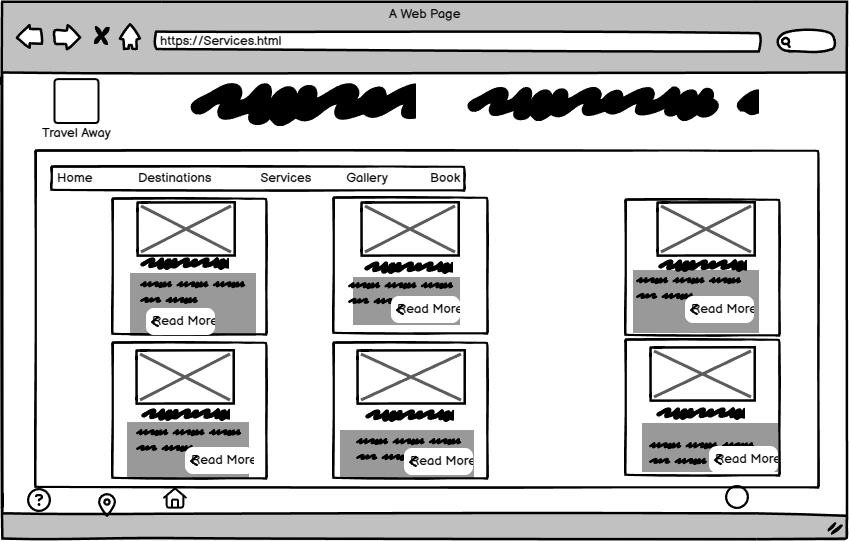 A Web Page
https://Services.html
Travel Away
Home Destinations Services Gallery Book
Read More
Read More
Read More
Read More
Read More
Read More
?